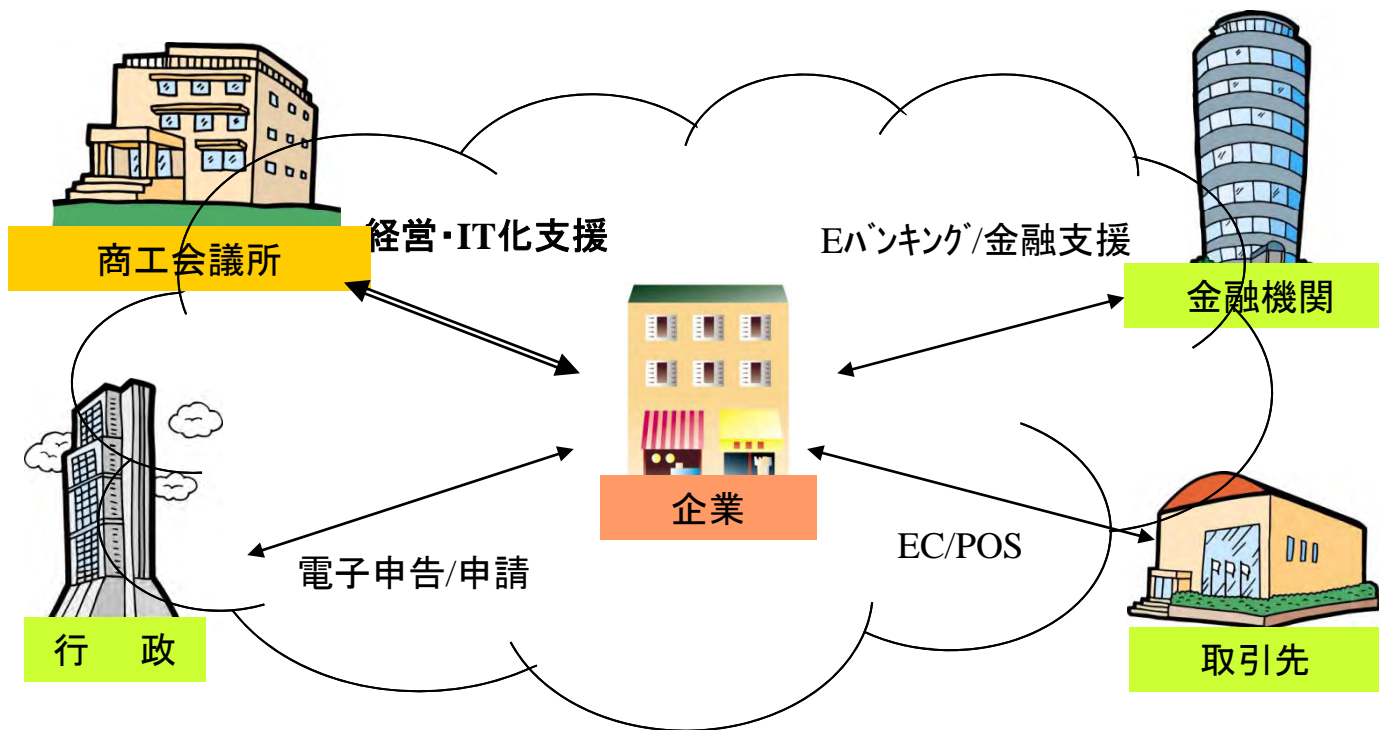 経営・IT化支援
Eﾊﾞﾝｷﾝｸﾞ/金融支援
商工会議所
金融機関
企業
EC/POS
電子申告/申請
行　政
取引先